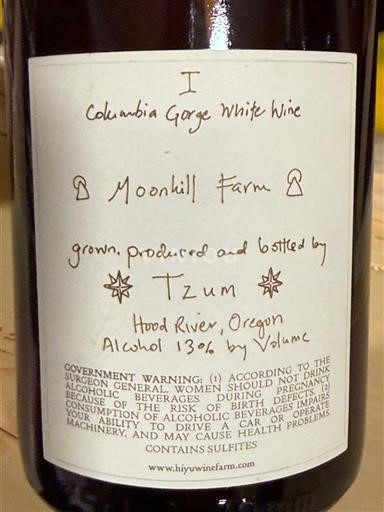 I
Columbia Gorge White Wine
Moonhill Farm
grown, produced and bottled by
Tzum
Hood River, Oregon
Alcohol 13% by Volume
GOVERNMENT WARNING: (1) ACCORDING TO THE
SURGEON GENERAL, WOMEN SHOULD NOT DRINK
ALCOHOLIC BEVERAGES DURING PREGNANCY
BECAUSE OF THE RISK OF BIRTH DEFECTS. (2)
CONSUMPTION OF ALCOHOLIC BEVERAGES IMPAIRS
YOUR ABILITY TO DRIVE A CAR OR OPERATE
MACHINERY, AND MAY CAUSE HEALTH PROBLEMS.
CONTAINS SULFITES
www.hiyuwinefarm.com